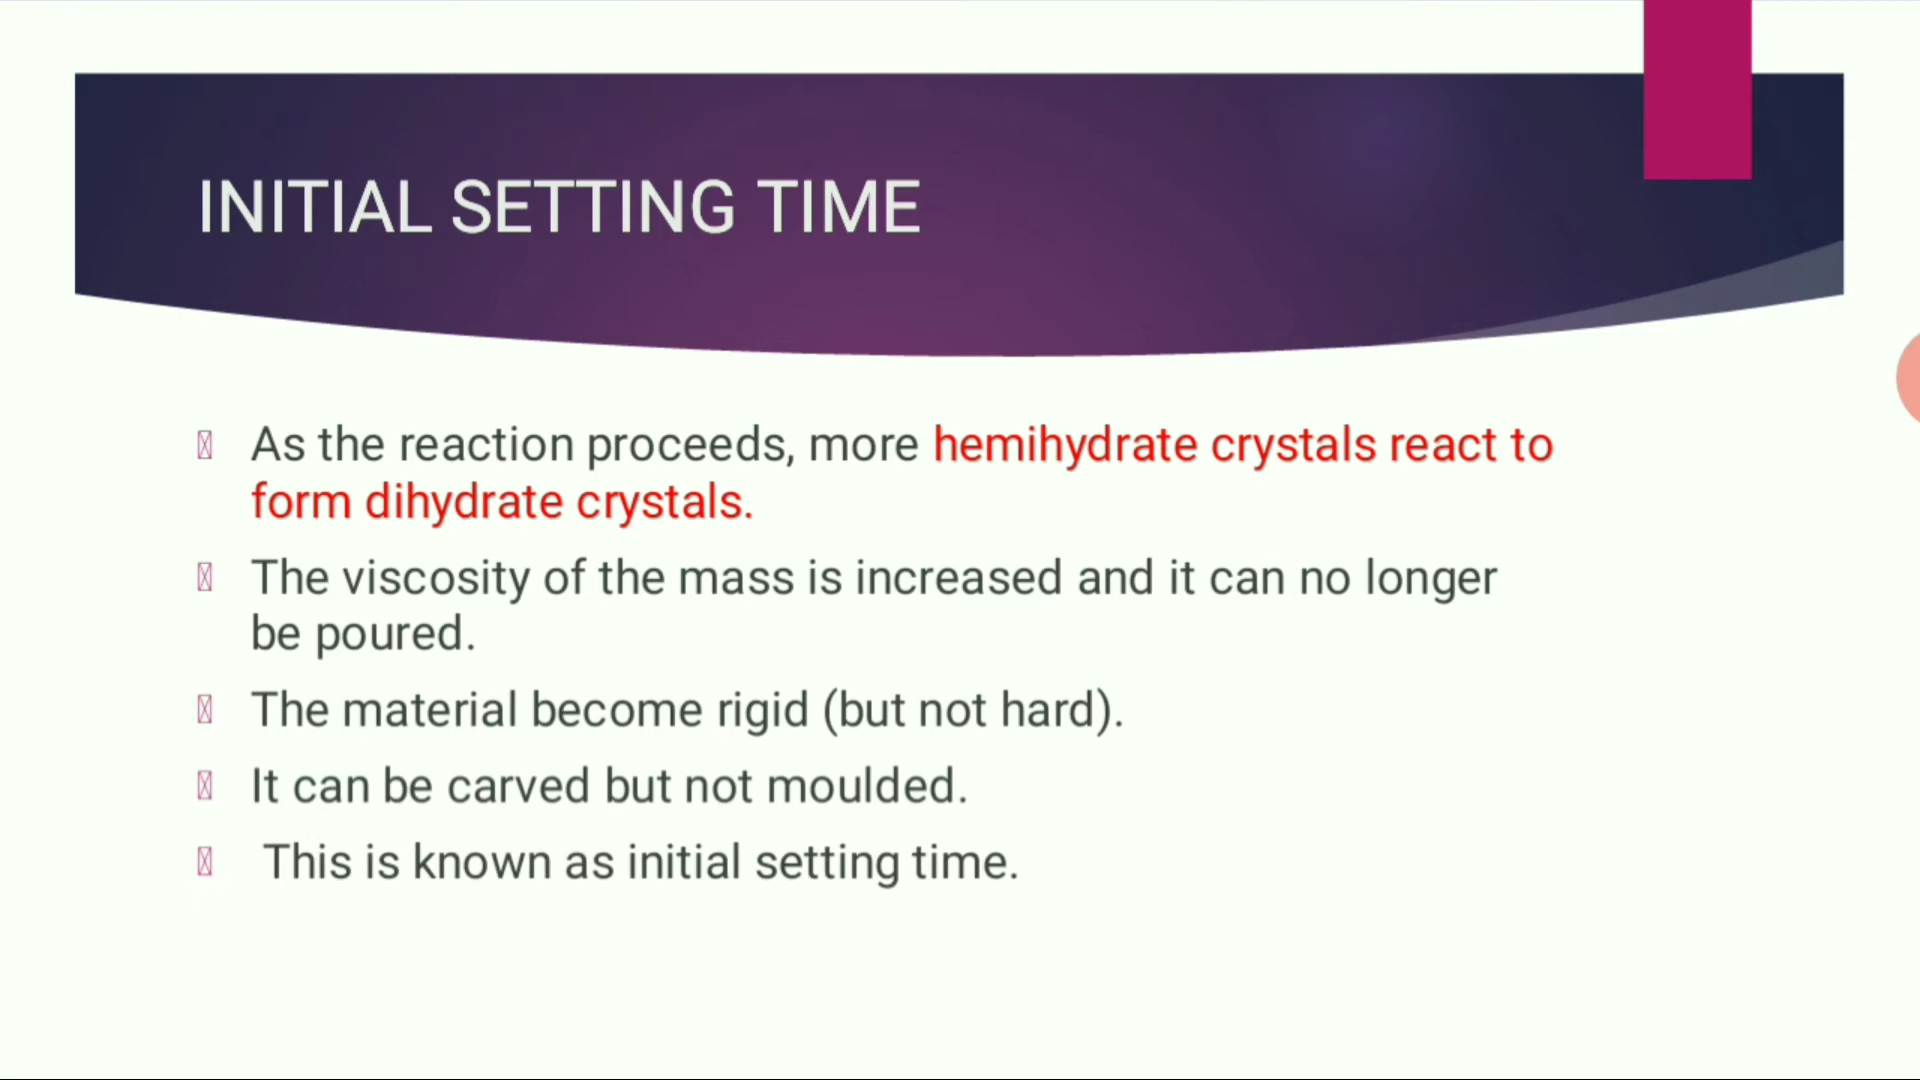 INITIAL SETTING TIME
As the reaction proceeds, more hemihydrate crystals react to
form dihydrate crystals.
The viscosity of the mass is increased and it can no longer
be poured.
The material become rigid (but not hard).
It can be carved but not moulded.
This is known as initial setting time.